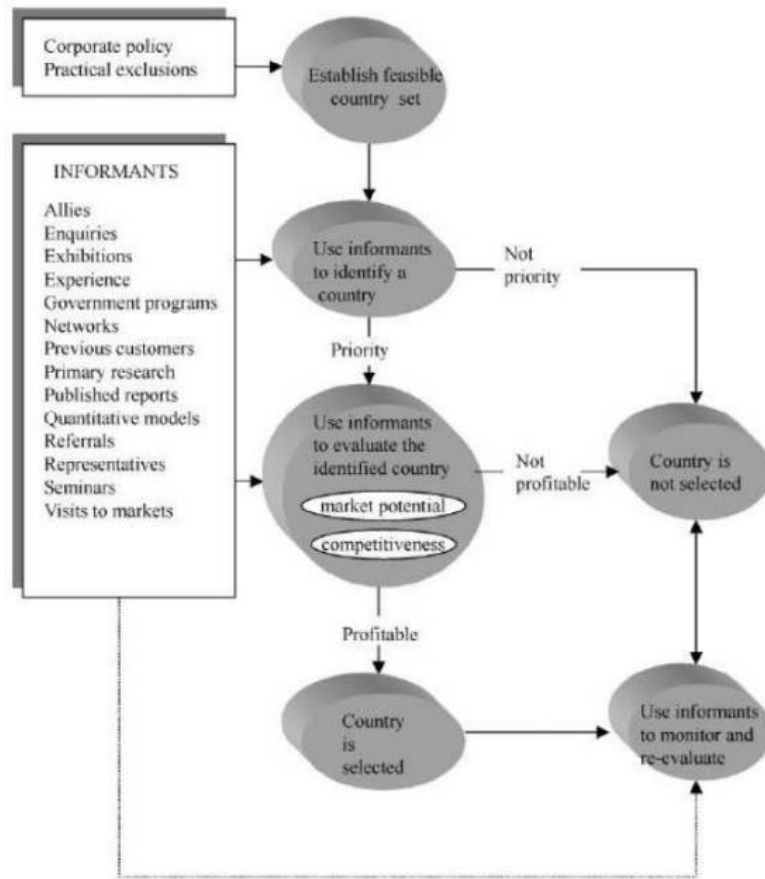 Corporate policy
Practical exclusions
Establish feasible
country set
INFORMANTS
Allies
Enquiries
Exhibitions
Experience
Government programs
Networks
Previous customers
Primary research
Published reports
Quantitative models
Referrals
Representatives
Seminars
Visits to markets
Use informants
to identify a
country
Not
priority
Priority
Use informants
to evaluate the
identified country
market potential
competitiveness
Not
profitable
Country is
not selected
Profitable
Country
is
selected
Use informants
to monitor and
re-evaluate